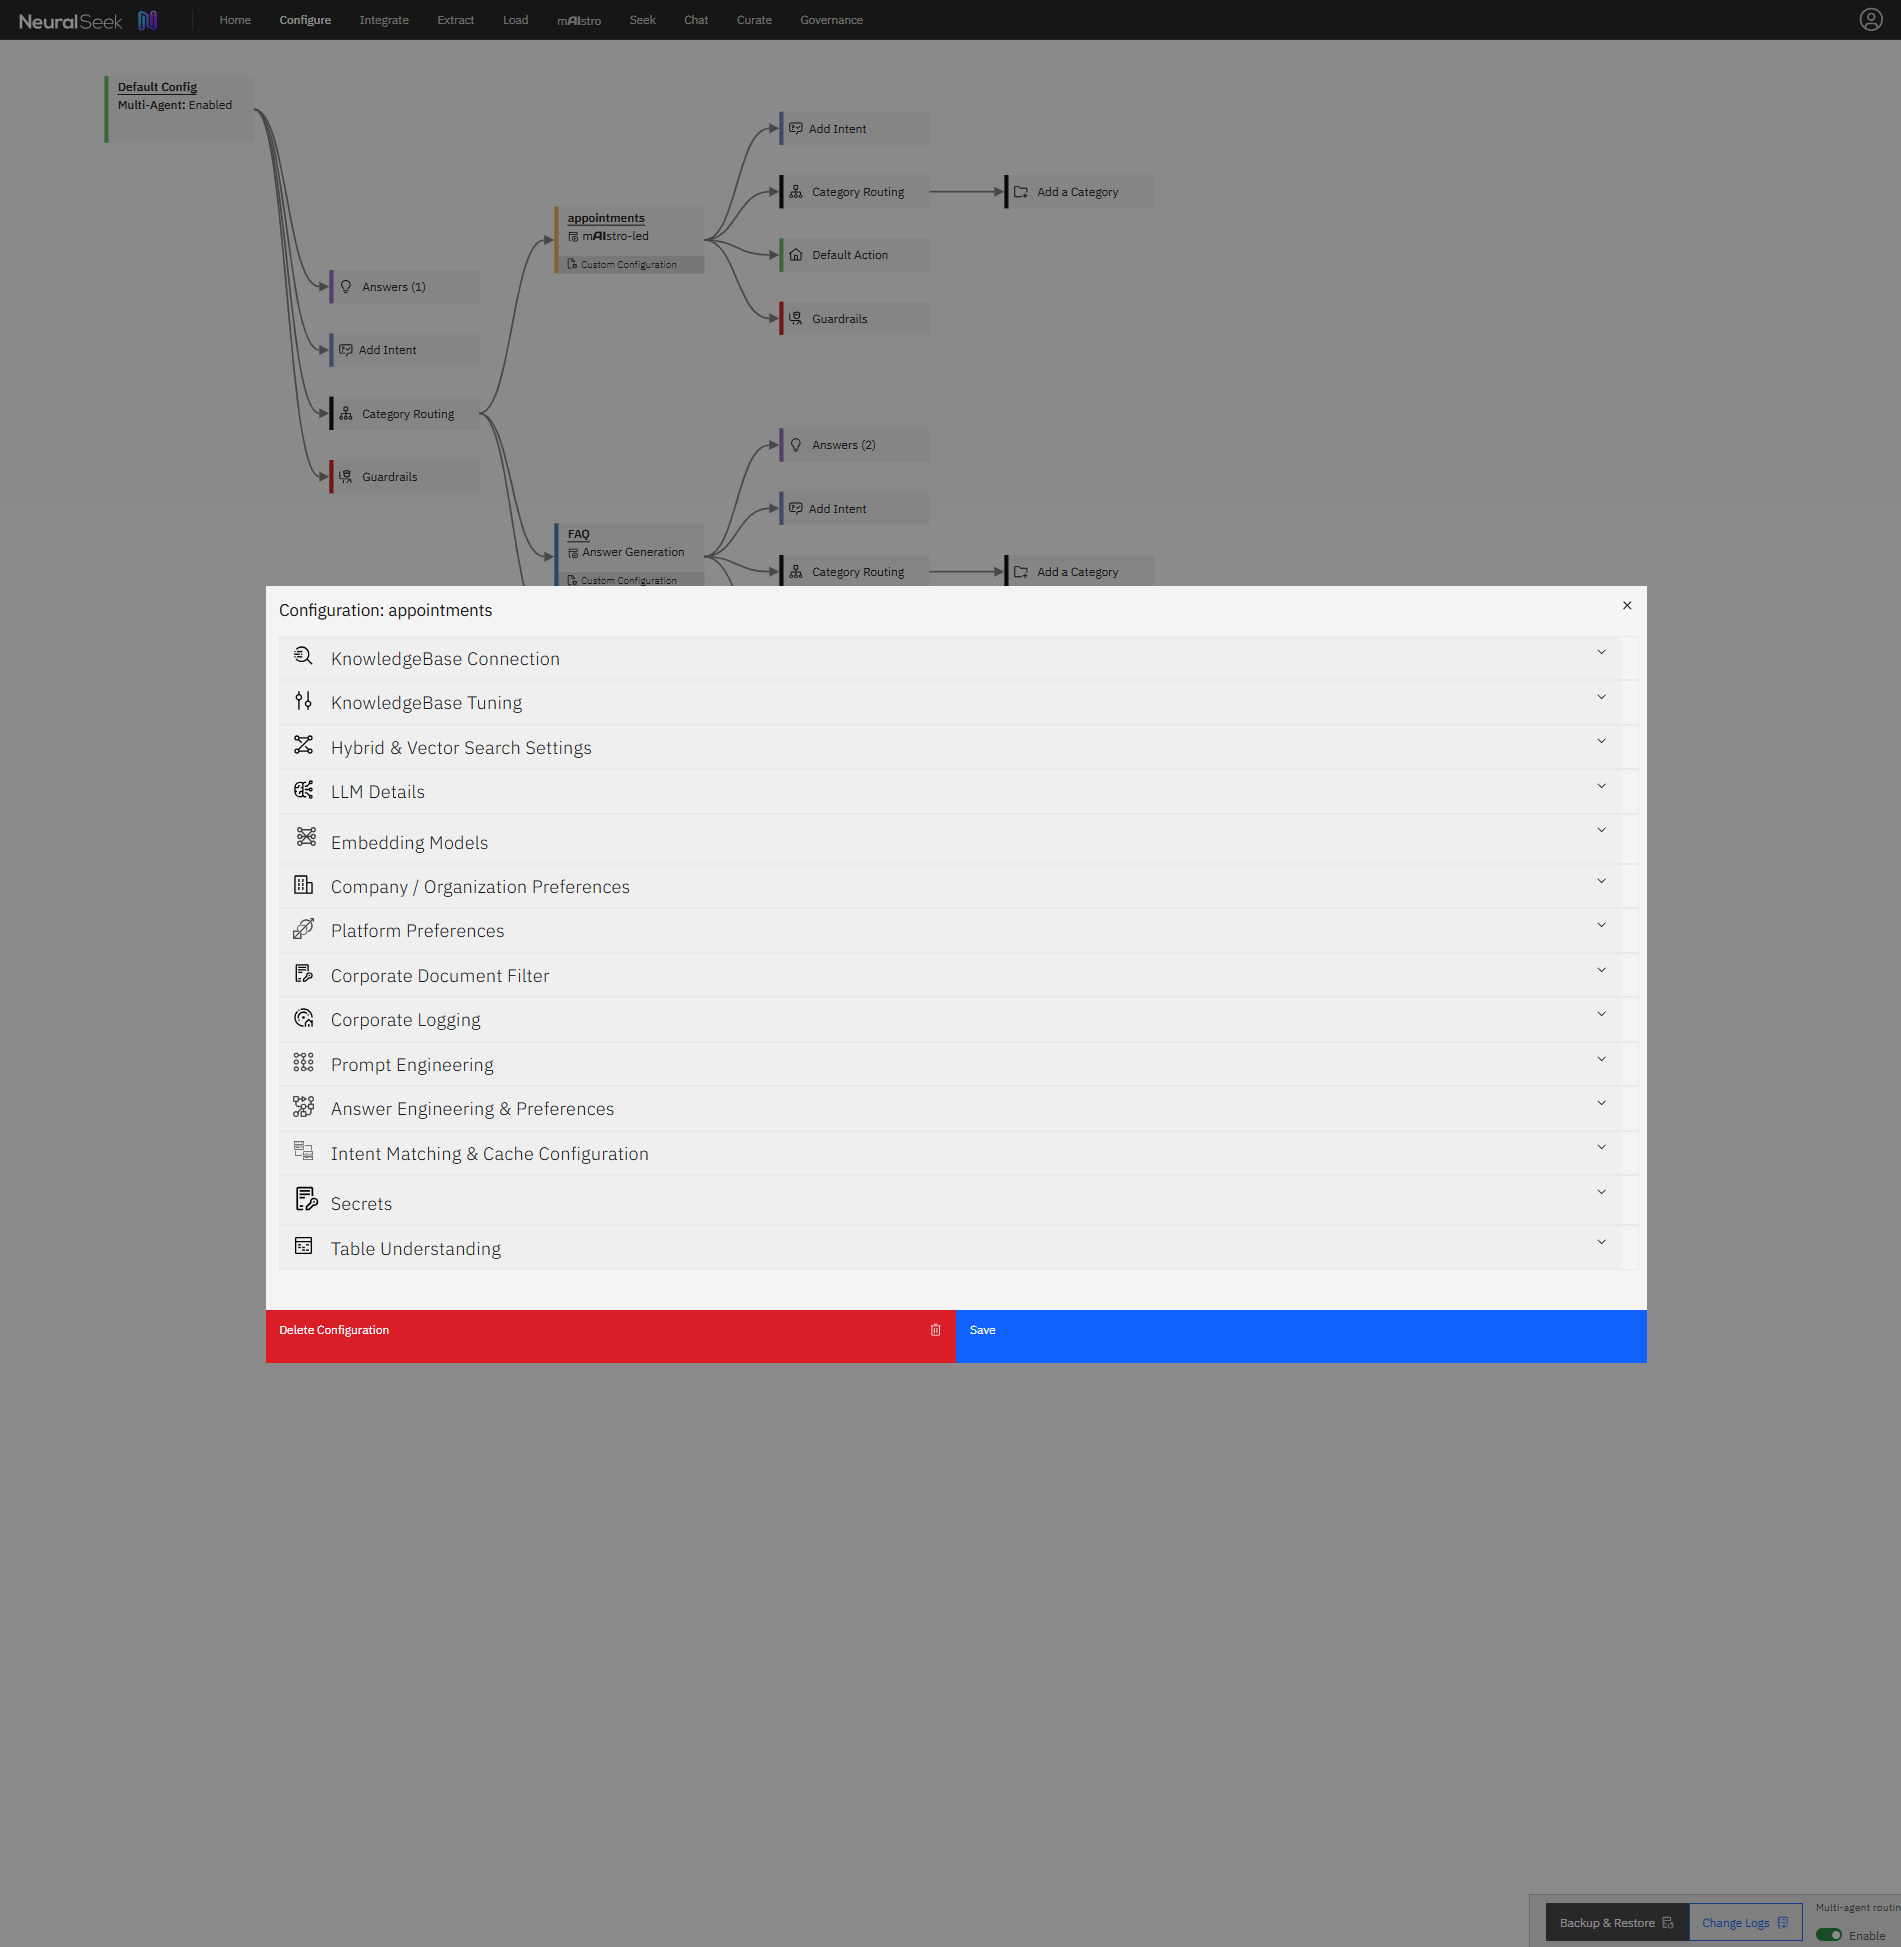 NeuralSeek
Home Configure Integrate Extract Load mAIstro Seek Chat Curate Governance
Default Config
Multi-Agent: Enabled
Add Intent
Category Routing
Add a Category
appointments
mAIstro-led
Custom Configuration
Default Action
Answers (1)
Guardrails
Add Intent
Category Routing
Answers (2)
Guardrails
Add Intent
FAQ
Answer Generation
Custom Configuration
Category Routing
Add a Category
Configuration: appointments
KnowledgeBase Connection
KnowledgeBase Tuning
Hybrid & Vector Search Settings
LLM Details
Embedding Models
Company / Organization Preferences
Platform Preferences
Corporate Document Filter
Corporate Logging
Prompt Engineering
Answer Engineering & Preferences
Intent Matching & Cache Configuration
Secrets
Table Understanding
Delete Configuration
Save
Multi-agent routin
Backup & Restore
Change Logs
Enable